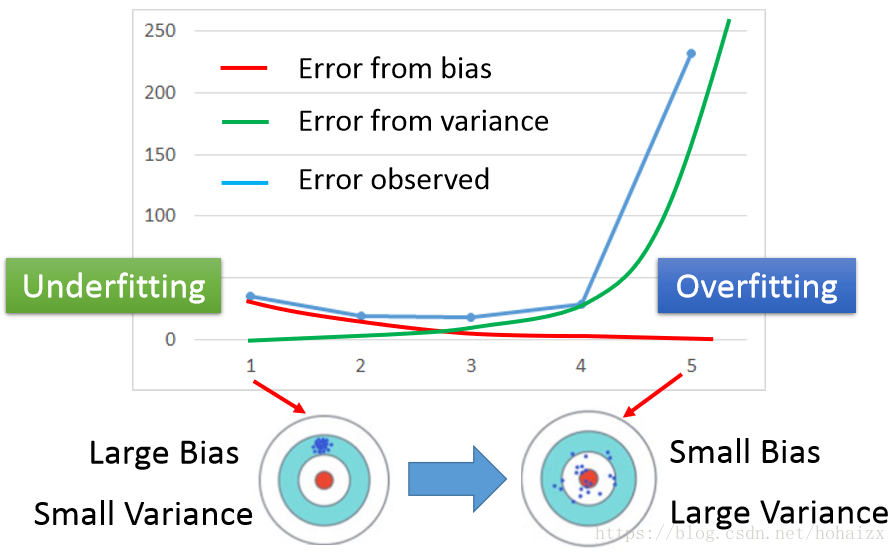 250
200
150
100
0
1 2 3 4 5
Error from bias
Error from variance
Error observed
Underfitting
Overfitting
Large Bias
Small Variance
Small Bias
Large Variance
https://blog.csdn.net/hohaizx